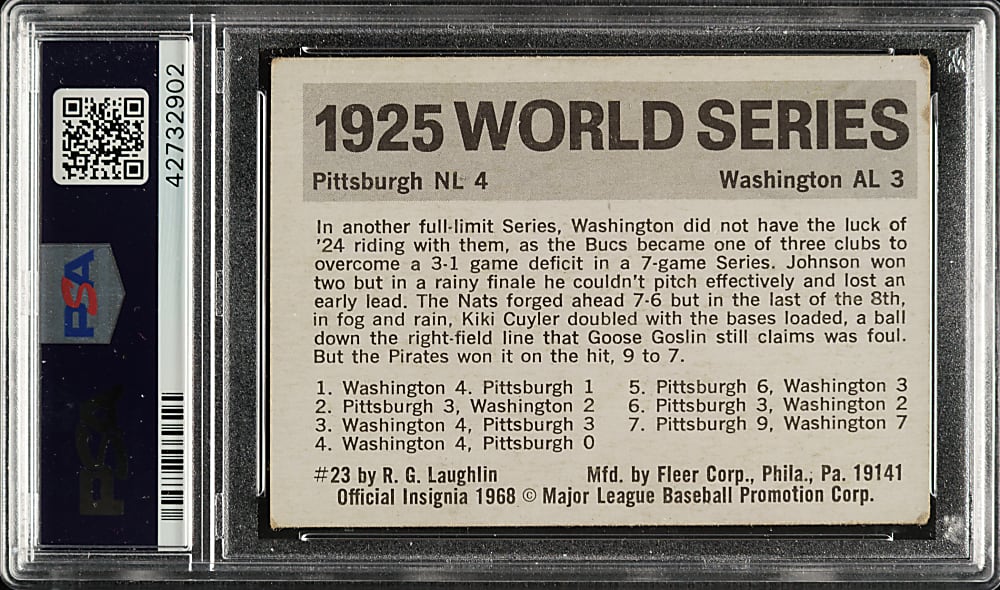 42732902
PSA
PSA
1925 WORLD SERIES
Pittsburgh NL 4 Washington AL 3
In another full-limit Series, Washington did not have the luck of
'24 riding with them, as the Bucs became one of three clubs to
overcome a 3-1 game deficit in a 7-game Series. Johnson won
two but in a rainy finale he couldn't pitch effectively and lost an
early lead. The Nats forged ahead 7-6 but in the last of the 8th,
in fog and rain, Kiki Cuyler doubled with the bases loaded, a ball
down the right-field line that Goose Goslin still claims was foul.
But the Pirates won it on the hit, 9 to 7.
1. Washington 4. Pittsburgh 1
2. Pittsburgh 3, Washington 2
3. Washington 4, Pittsburgh 3
4. Washington 4, Pittsburgh 0
5. Pittsburgh 6, Washington 3
6. Pittsburgh 3, Washington 2
7. Pittsburgh 9, Washington 7
#23 by R. G. Laughlin Mfd. by Fleer Corp., Phila., Pa. 19141
Official Insignia 1968 © Major League Baseball Promotion Corp.